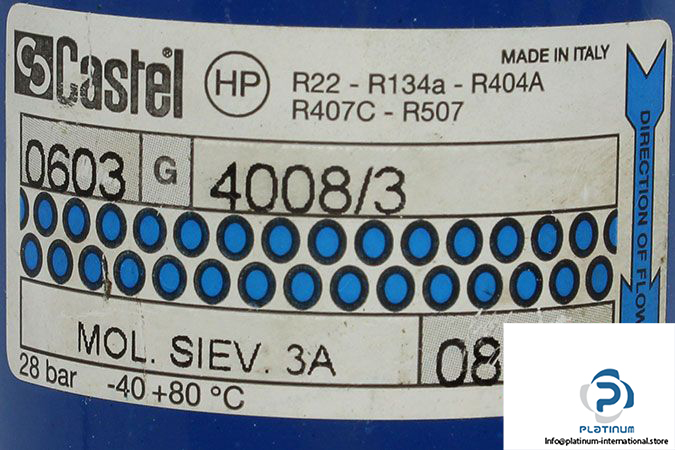 Castel
HP
R22 - R134a - R404A
R407C - R507
MADE IN ITALY
DIRECTION OF FLOW
0603 G 4008/3
MOL. SIEV. 3A
08
28 bar -40 +80 °C
PLATINUM
Info@platinum-international.store